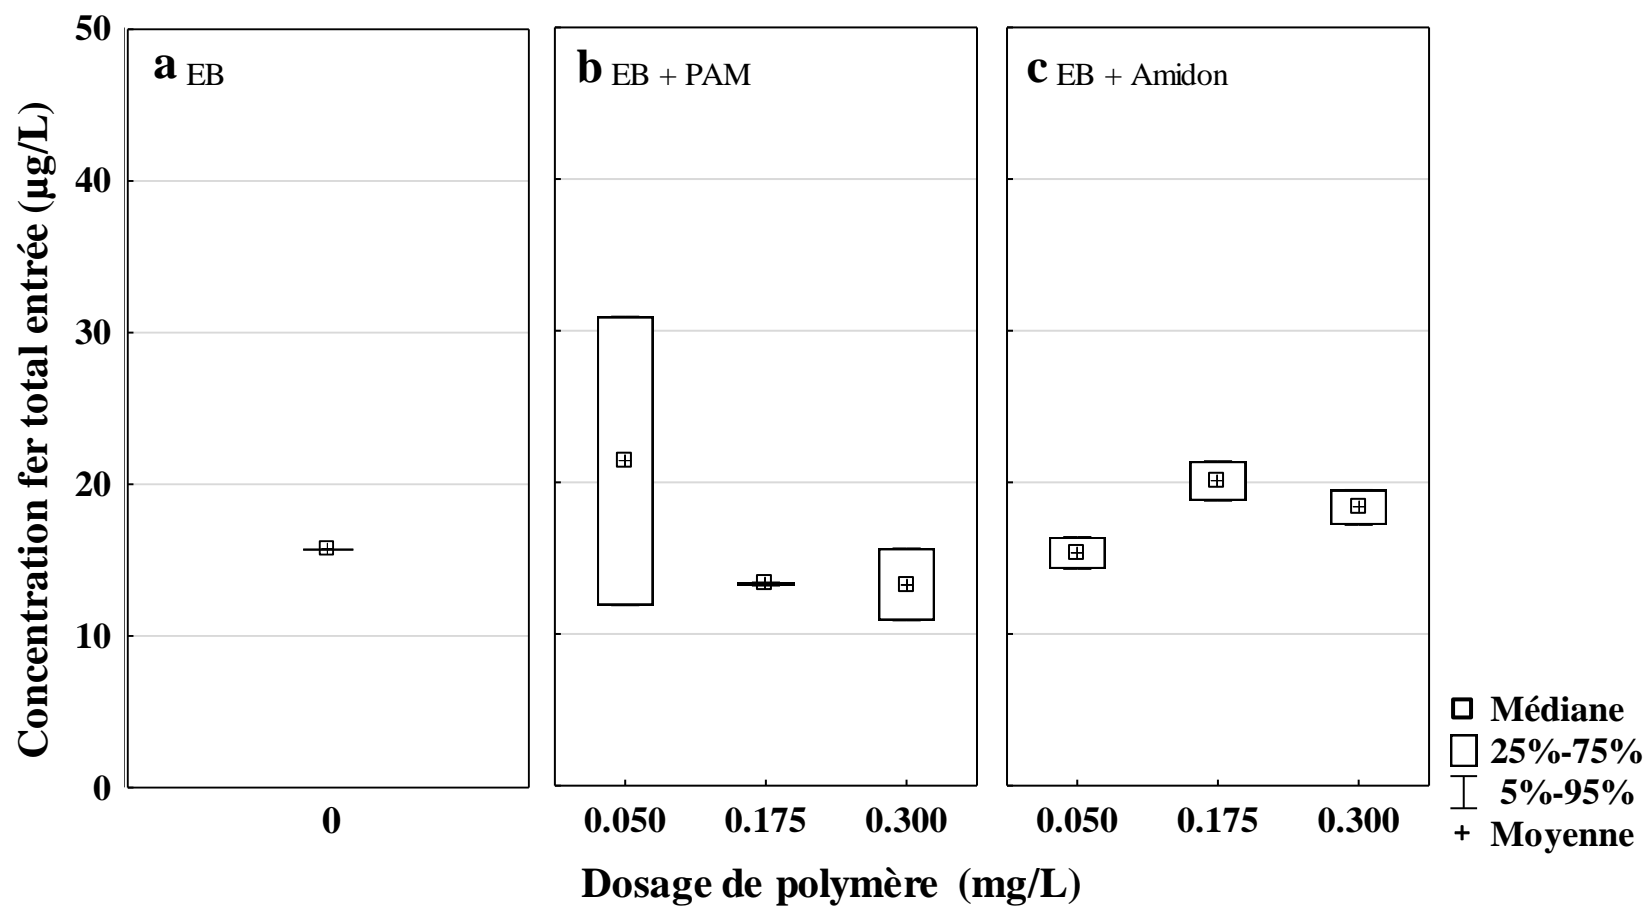 Concentration fer total entrée (µg/L)
50
40
30
20
10
0
a EB
b EB + PAM
c EB + Amidon
0
0.050 0.175 0.300
0.050 0.175 0.300
Dosage de polymère (mg/L)
Médiane
25%-75%
5%-95%
Moyenne